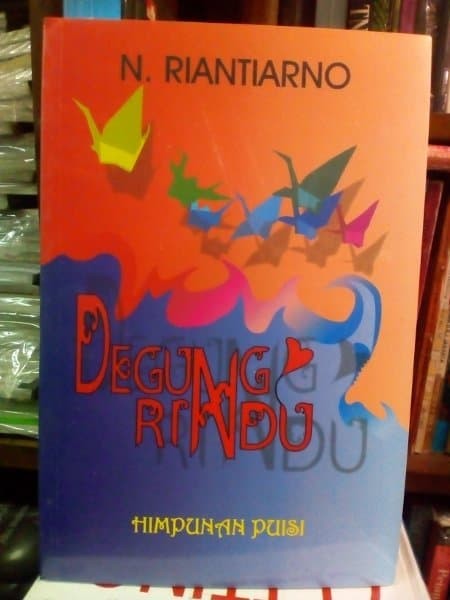 N. RIANTIARNO
DEGUNG
RINDU
HIMPUNAN PUISI